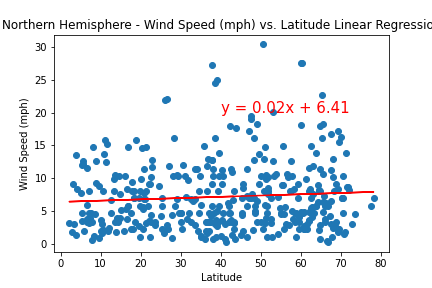 Northern Hemisphere - Wind Speed (mph) vs. Latitude Linear Regressio
30
25
20
15
10
5
0
Wind Speed (mph)
y = 0.02x + 6.41
0 10 20 30 40 50 60 70 80
Latitude